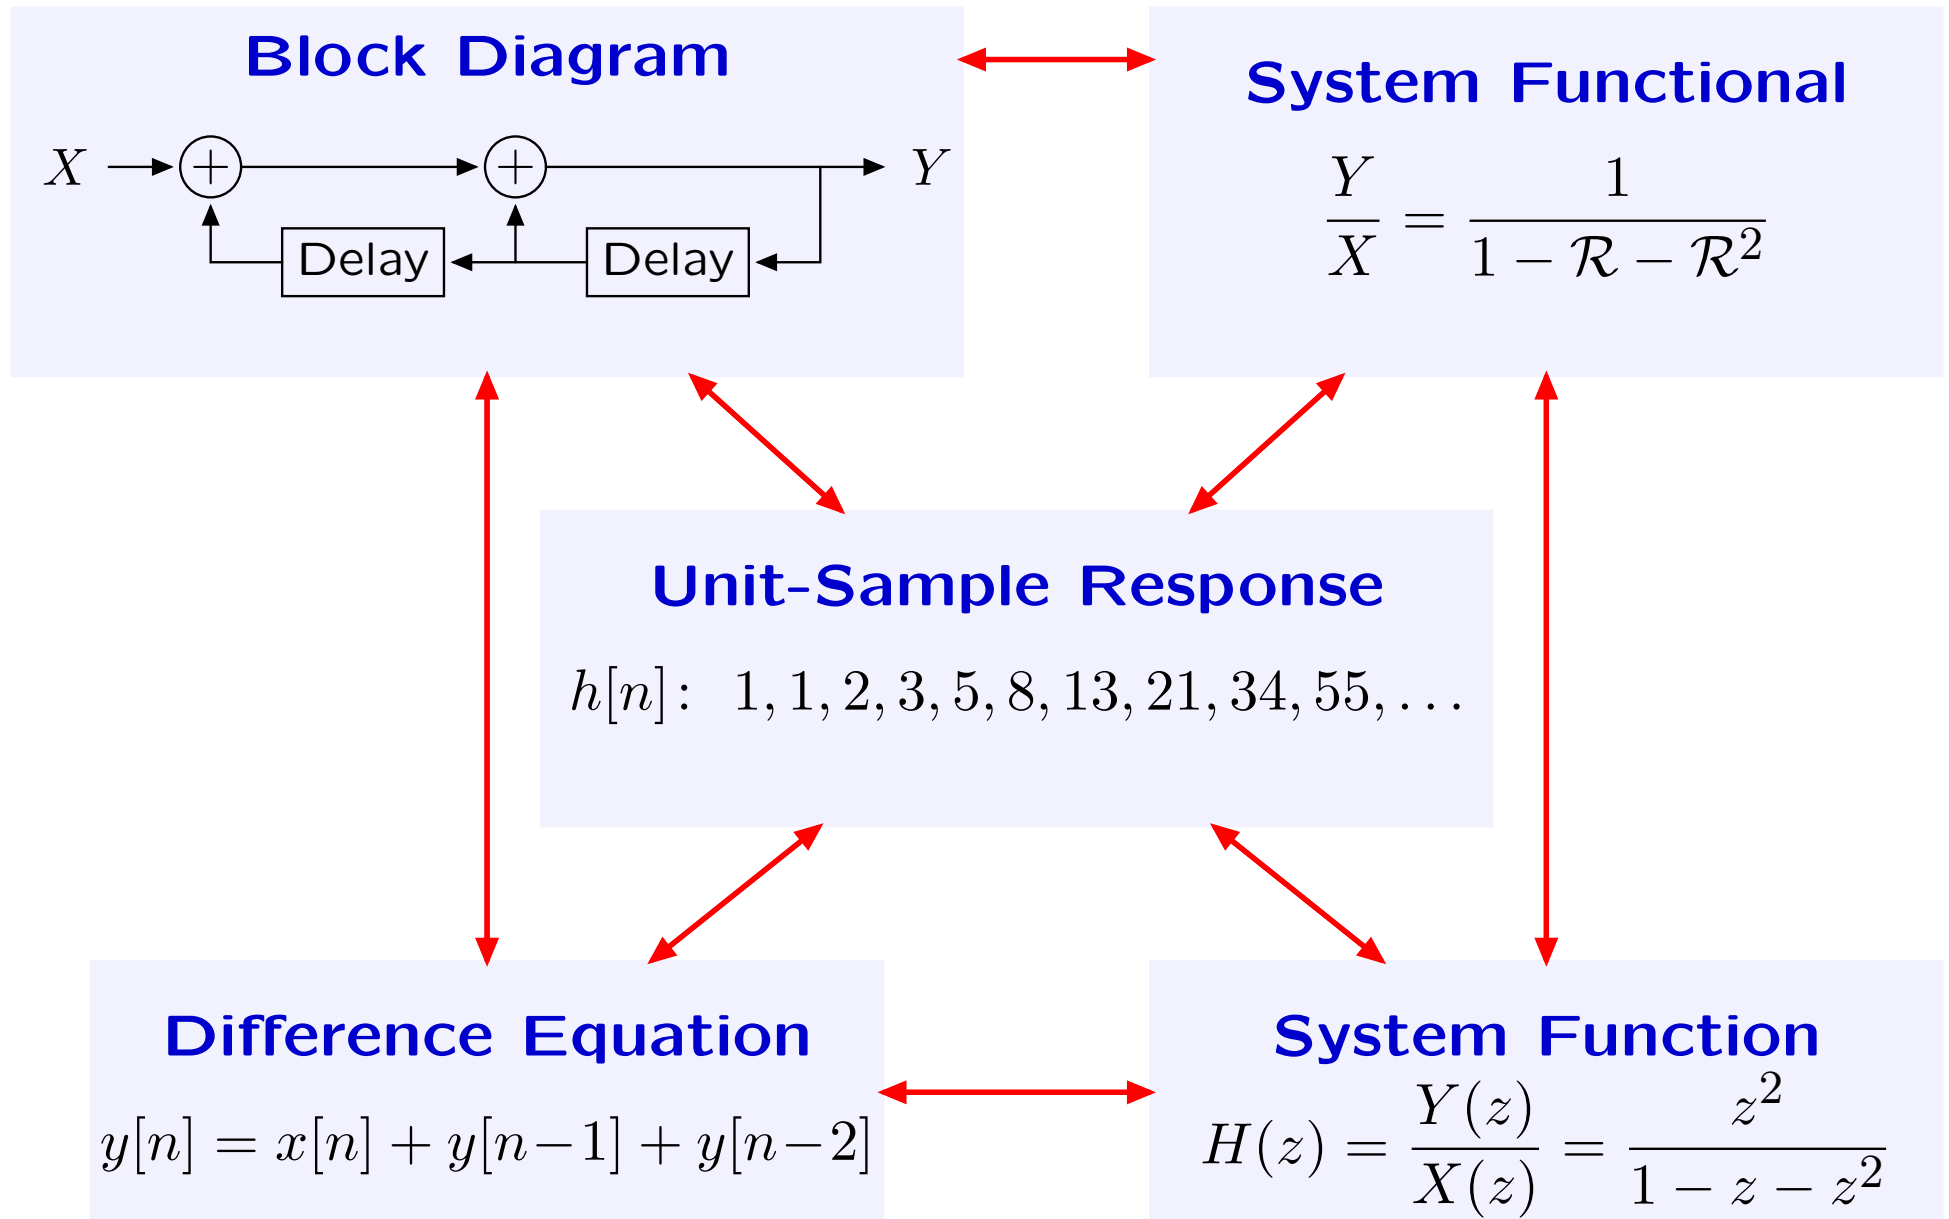 Block Diagram
X + + Y
Delay Delay
System Functional
Y/X = 1/(1 − ℛ − ℛ²)
Unit-Sample Response
h[n]: 1, 1, 2, 3, 5, 8, 13, 21, 34, 55, . . .
Difference Equation
y[n] = x[n] + y[n−1] + y[n−2]
System Function
H(z) = Y(z)/X(z) = z²/(1 − z − z²)